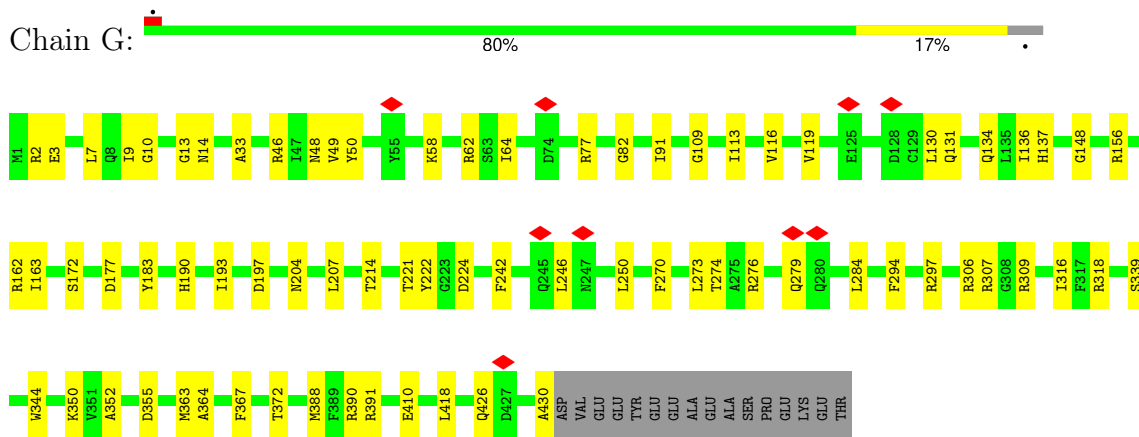 Chain G:
80% 17%
M1 R2 E3 L7 Q8 I9 G10 G13 N14 A33 R46 I47 N48 V49 Y50 Y55 K58 R62 S63 I64 D74 R77 G82 I91 G109 I113 V116 V119 E125 D128 C129 L130 Q131 Q134 L135 I136 H137 G148 R156
R162 I163 S172 D177 Y183 H190 I193 D197 N204 L207 T214 T221 Y222 G223 D224 F242 Q245 L246 N247 L250 F270 L273 T274 A275 R276 Q279 Q280 L284 F294 R297 R306 R307 G308 R309 I316 F317 R318 S339
W344 K350 V351 A352 D355 M363 A364 F367 T372 M388 F389 R390 R391 E410 L418 Q426 D427 A430 ASP VAL GLU GLU TYR GLU GLU ALA GLU ALA SER PRO GLU LYS GLU THR